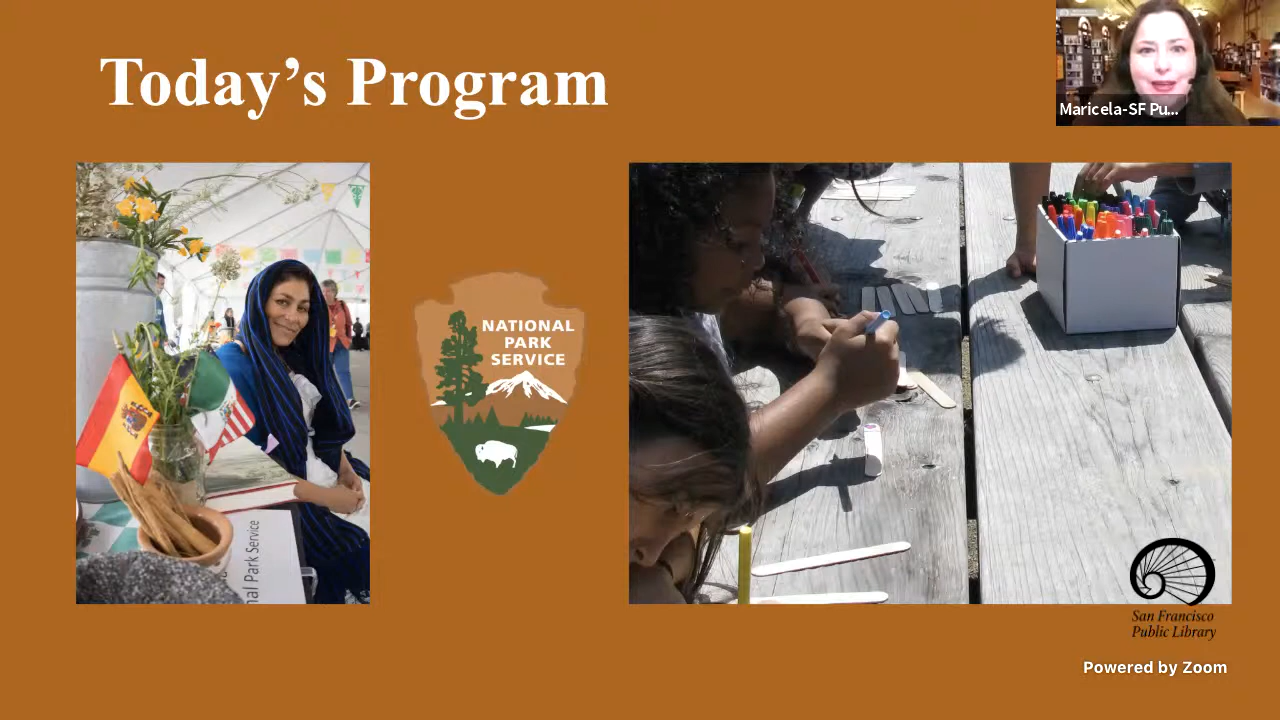 Today's Program
Maricela-SF Pu...
NATIONAL
PARK
SERVICE
nal Park Service
San Francisco
Public Library
Powered by Zoom